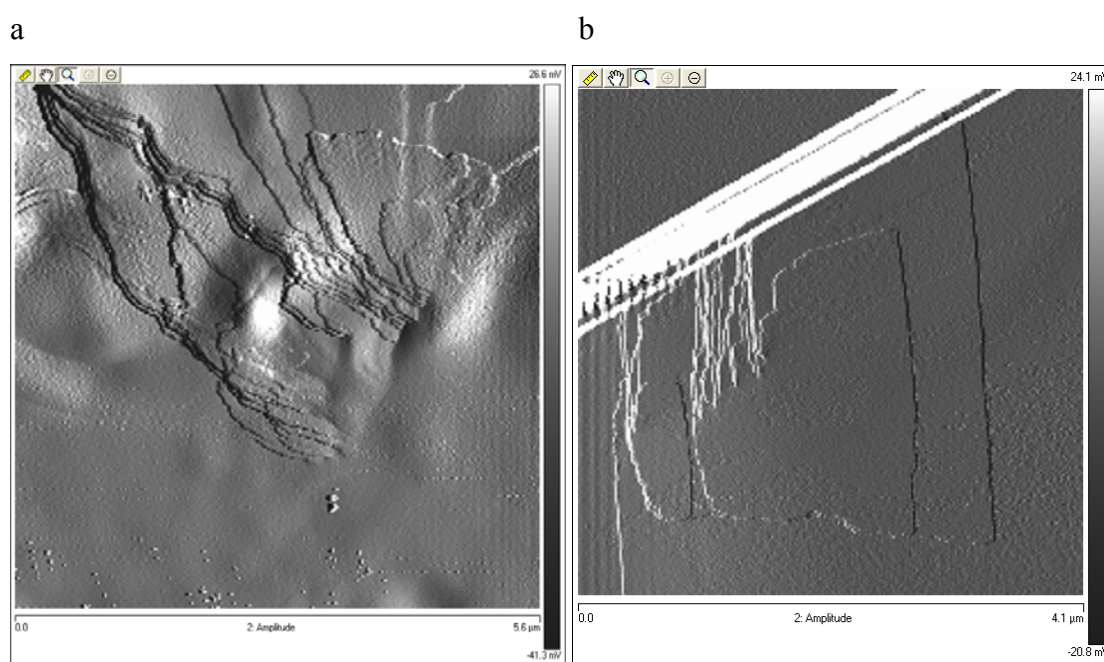 a
b
26.6 mV
0.0
2: Amplitude
5.6 µm
-41.3 mV
24.1 mV
0.0
2: Amplitude
4.1 µm
-20.8 mV